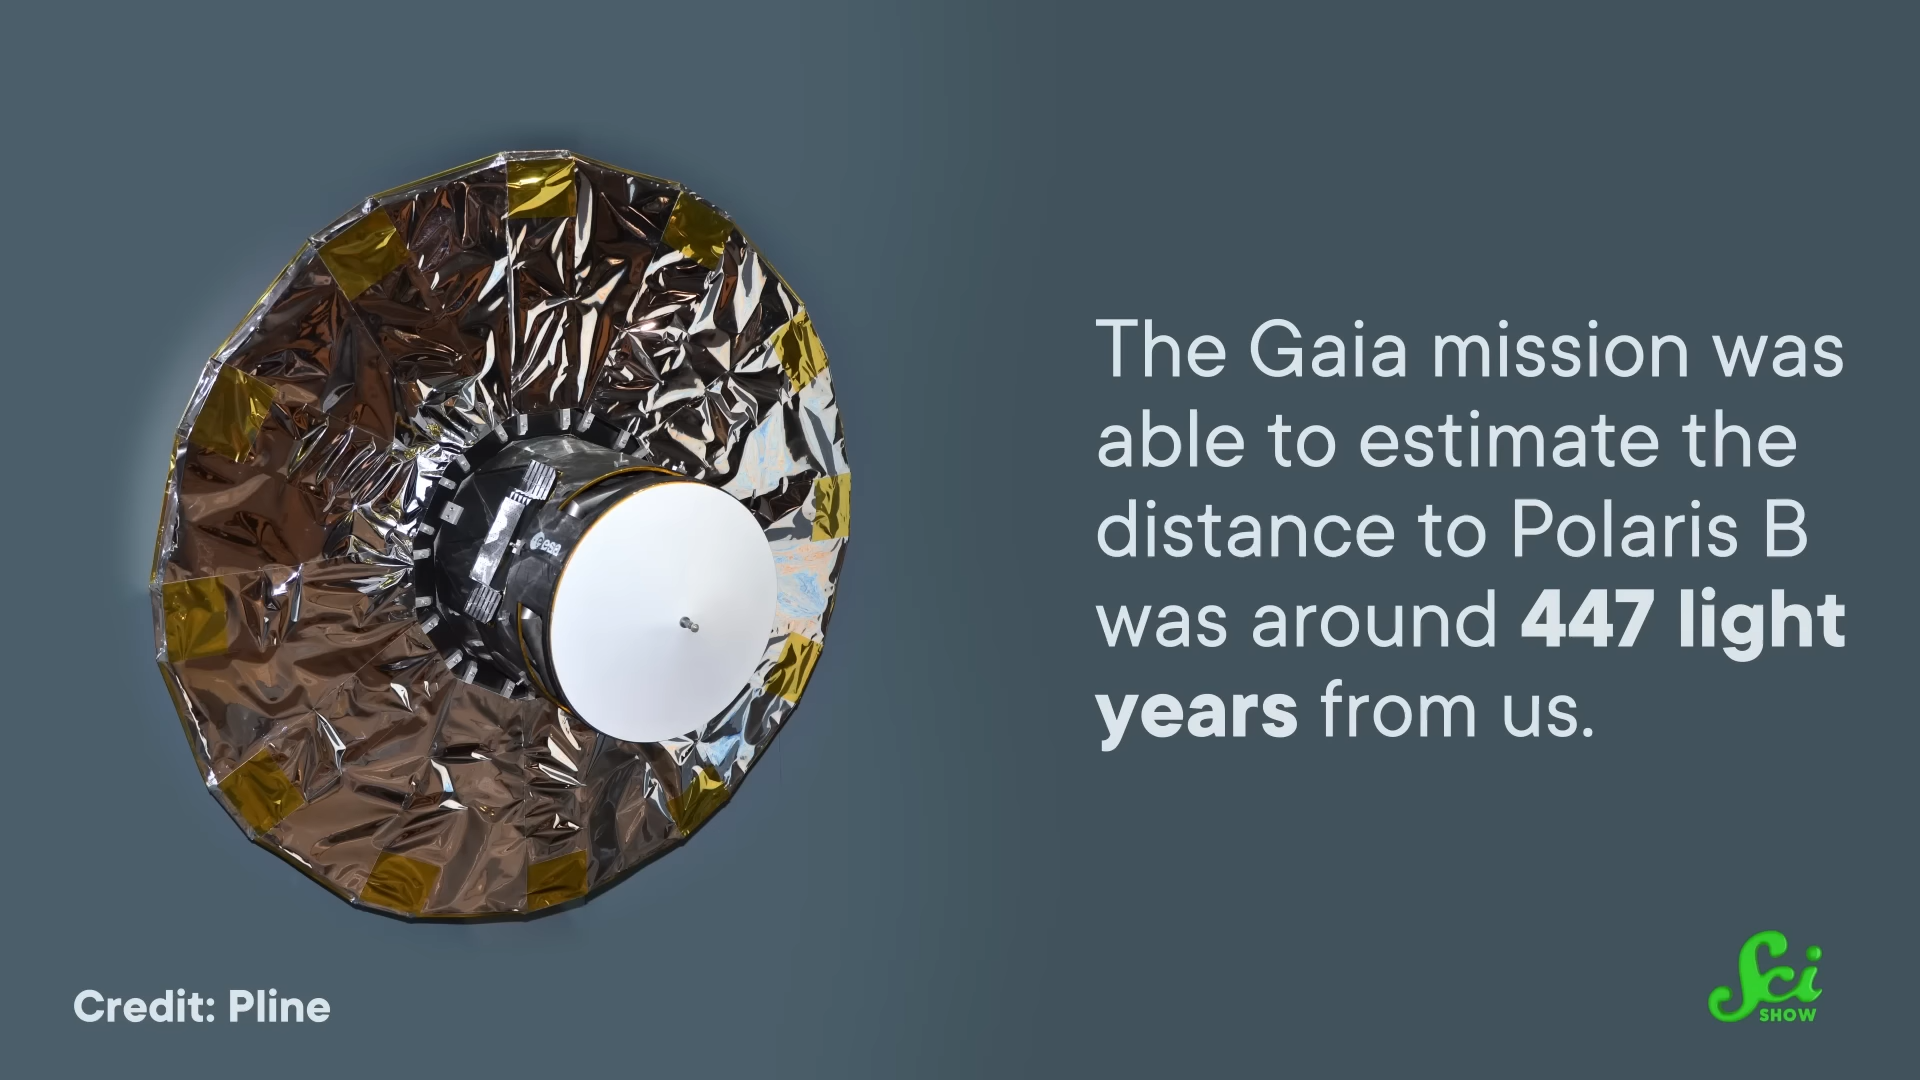 The Gaia mission was
able to estimate the
distance to Polaris B
was around 447 light
years from us.
esa
Credit: Pline
Sci
SHOW